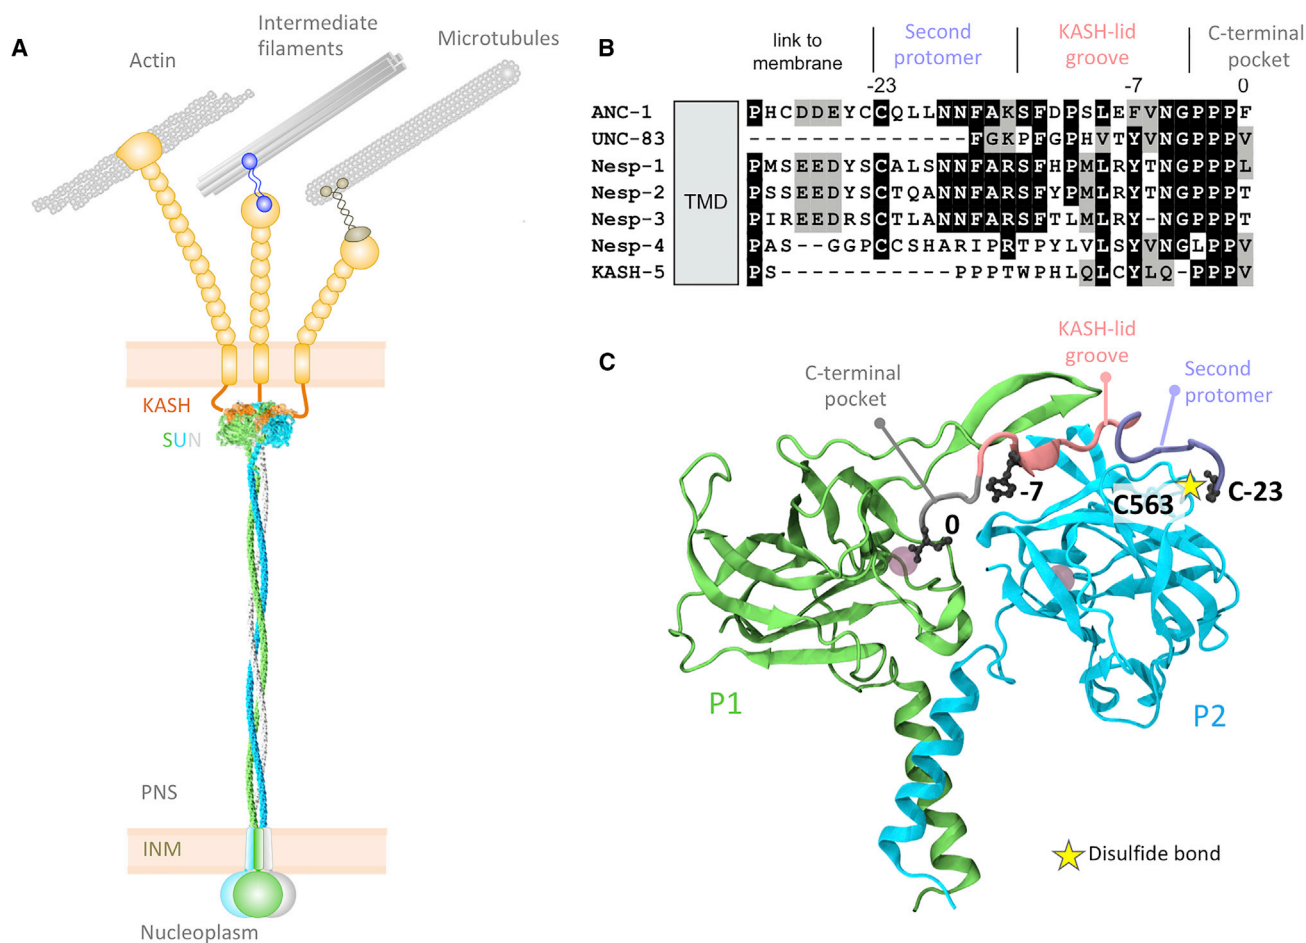 A
Actin
Intermediate
filaments
Microtubules
KASH
SUN
PNS
INM
Nucleoplasm
B
link to
membrane
Second
protomer
KASH-lid
groove
C-terminal
pocket
-23
-7
0
ANC-1 PHCDDEYCCQLLNNFAKSFDPSLEFVNGPPPF
UNC-83 --------------FGKPFGPHVTYVNGPPPV
Nesp-1 PMSEEDYSCALSNNFARSFHPMLRYTNGPPPL
Nesp-2 PSSEEDYSCTQANNFARSFYPMLRYTNGPPPT
Nesp-3 PIREEDRSCTLANNFARSFTLMLRY-NGPPPT
Nesp-4 PAS--GGPCCSHARIPRTPYLVLSYVNGLPPV
KASH-5 PS-----------PPPTWPHLQLCYLQ-PPPV
TMD
C
C-terminal
pocket
KASH-lid
groove
Second
protomer
-7
0
C563
C-23
P1
P2
Disulfide bond